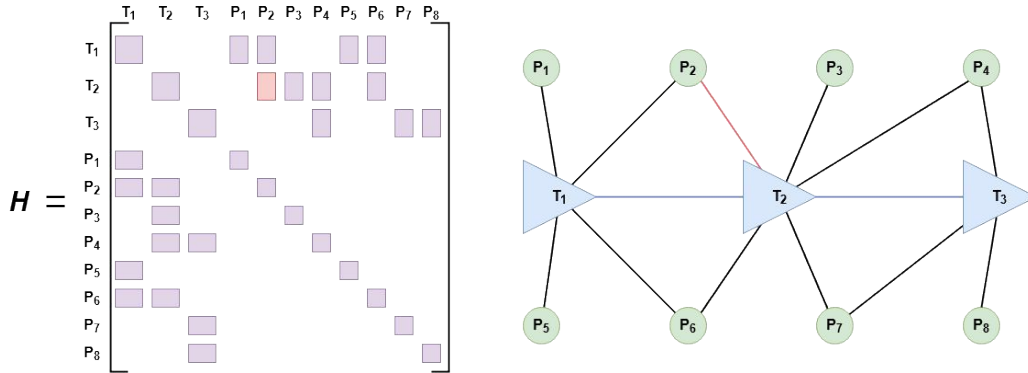 T₁ T₂ T₃ P₁ P₂ P₃ P₄ P₅ P₆ P₇ P₈
T₁
T₂
T₃
P₁
P₂
P₃
P₄
P₅
P₆
P₇
P₈
H =
P₁ P₂ P₃ P₄
T₁ T₂ T₃
P₅ P₆ P₇ P₈